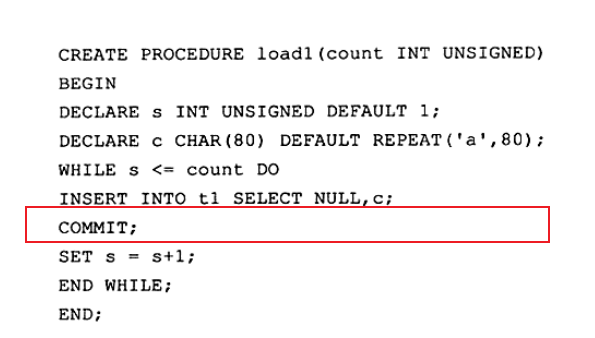 CREATE PROCEDURE load1(count INT UNSIGNED)
BEGIN
DECLARE s INT UNSIGNED DEFAULT 1;
DECLARE c CHAR(80) DEFAULT REPEAT('a',80);
WHILE s <= count DO
INSERT INTO t1 SELECT NULL,c;
COMMIT;
SET s = s+1;
END WHILE;
END;